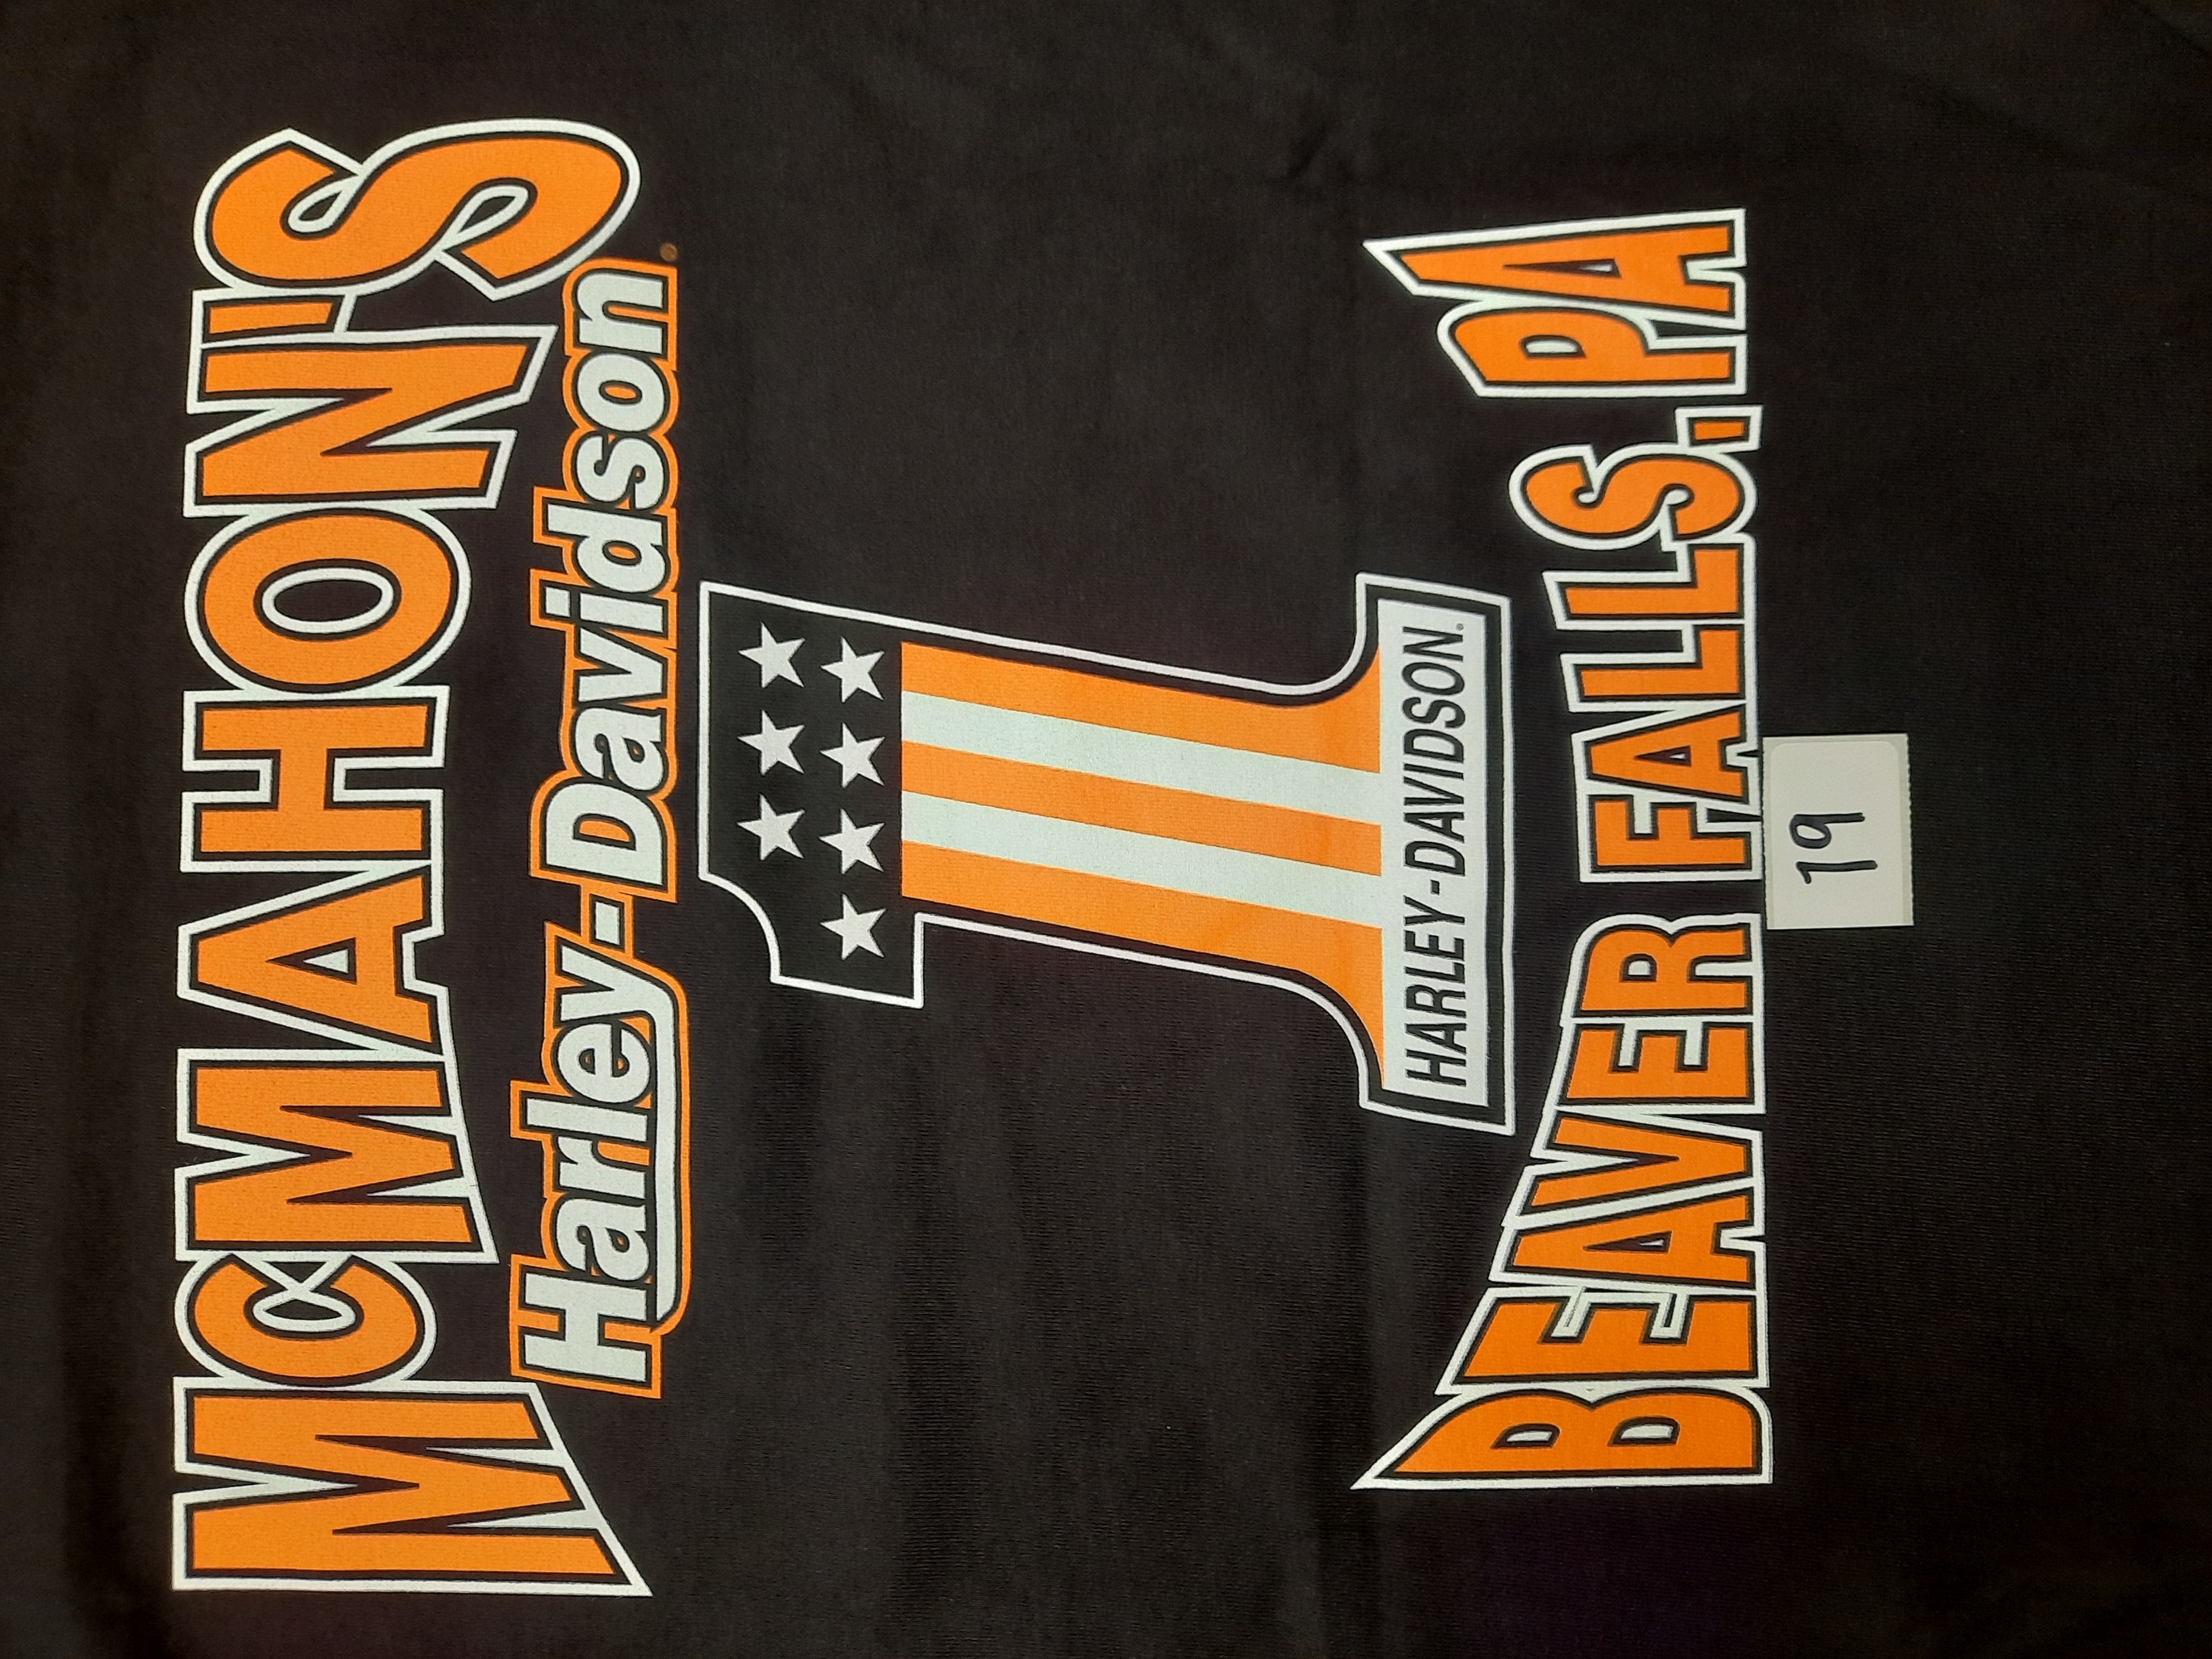 MCMAHON'S
Harley-Davidson
HARLEY-DAVIDSON
BEAVER FALLS. PA
19